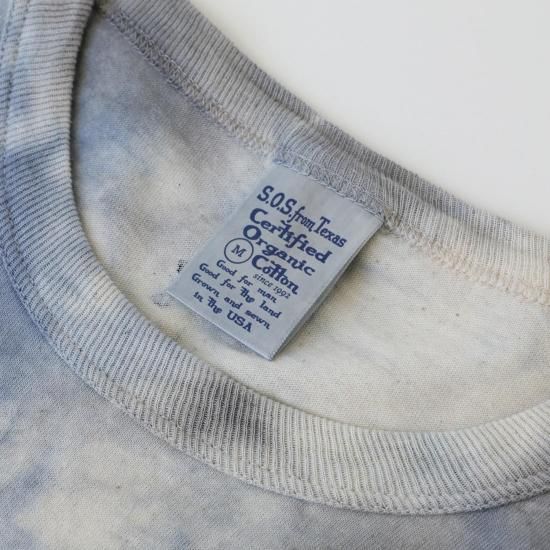 S.O.S. from Texas
Certified
Organic
M Cotton
since 1992
Good for man
Good for the land
Grown and sewn
in the USA